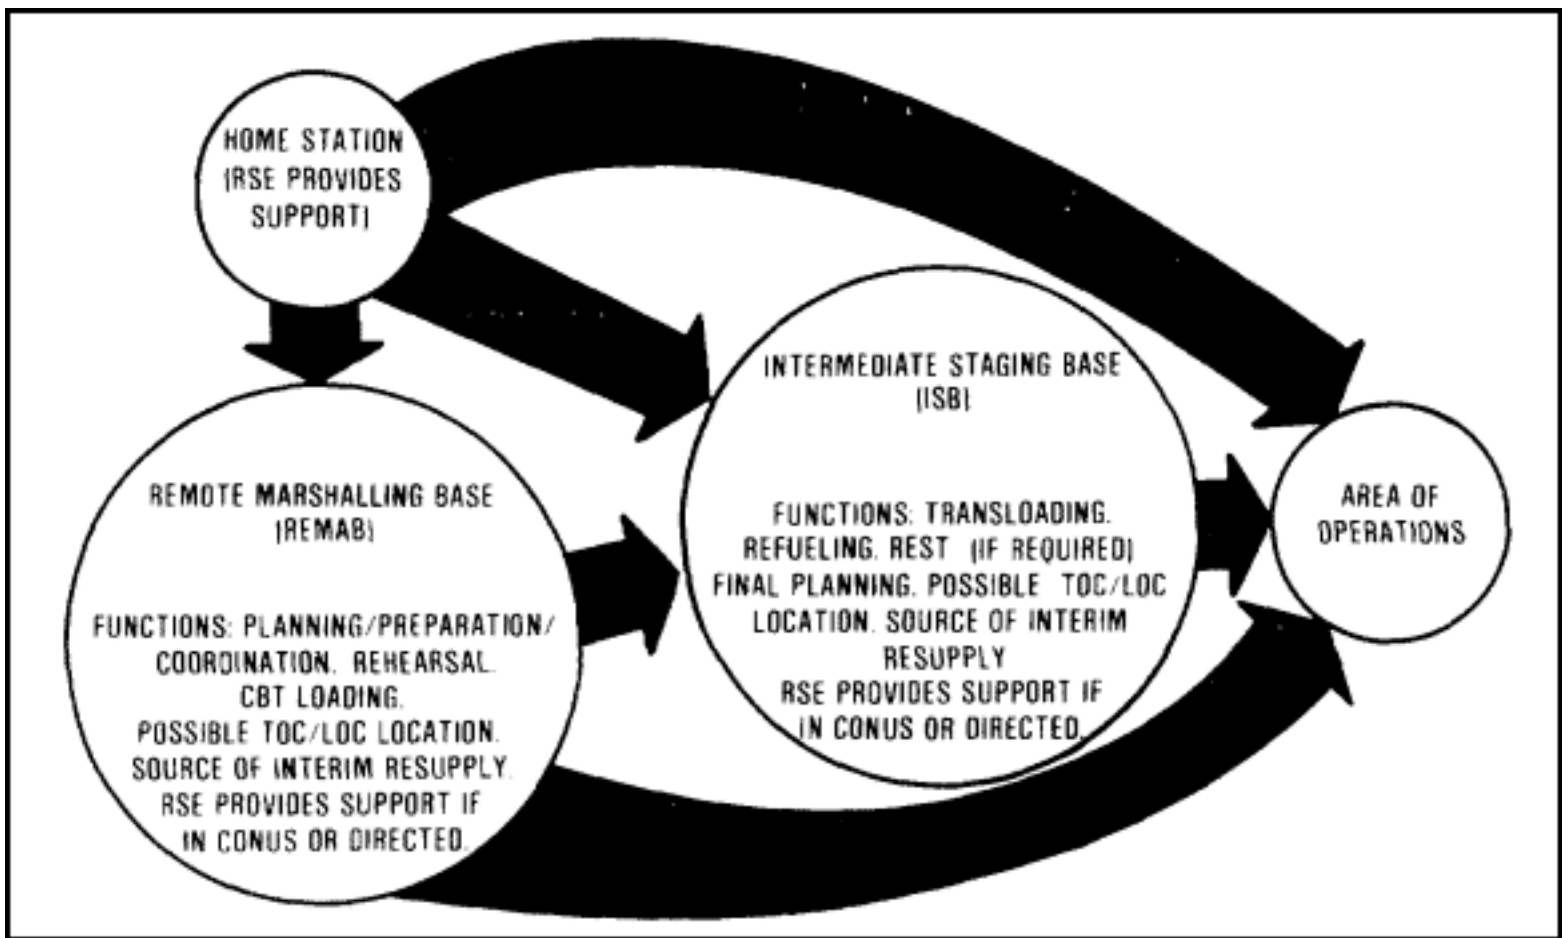 HOME STATION
(RSE PROVIDES
SUPPORT)
INTERMEDIATE STAGING BASE
(ISB)
FUNCTIONS: TRANSLOADING.
REFUELING. REST (IF REQUIRED)
FINAL PLANNING. POSSIBLE TOC/LOC
LOCATION. SOURCE OF INTERIM
RESUPPLY
RSE PROVIDES SUPPORT IF
IN CONUS OR DIRECTED.
REMOTE MARSHALLING BASE
(REMAB)
FUNCTIONS: PLANNING/PREPARATION/
COORDINATION. REHEARSAL.
CBT LOADING.
POSSIBLE TOC/LOC LOCATION.
SOURCE OF INTERIM RESUPPLY.
RSE PROVIDES SUPPORT IF
IN CONUS OR DIRECTED.
AREA OF
OPERATIONS